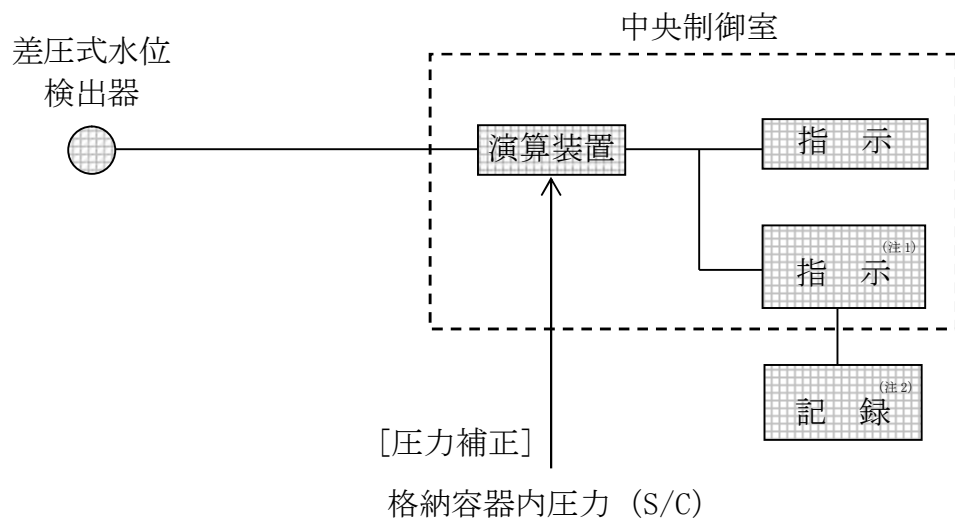 中央制御室
差圧式水位
検出器
演算装置
指 示
(注1)
指 示
(注2)
記 録
[圧力補正]
格納容器内圧力 (S/C)